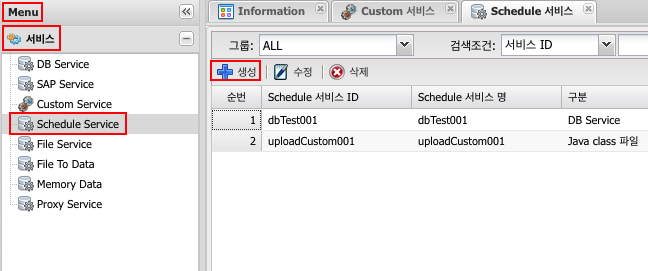 Menu
서비스
DB Service
SAP Service
Custom Service
Schedule Service
File Service
File To Data
Memory Data
Proxy Service
Information Custom 서비스 Schedule 서비스
그룹: ALL 검색조건: 서비스 ID
생성 수정 삭제
순번 Schedule 서비스 ID Schedule 서비스 명 구분
1 dbTest001 dbTest001 DB Service
2 uploadCustom001 uploadCustom001 Java class 파일